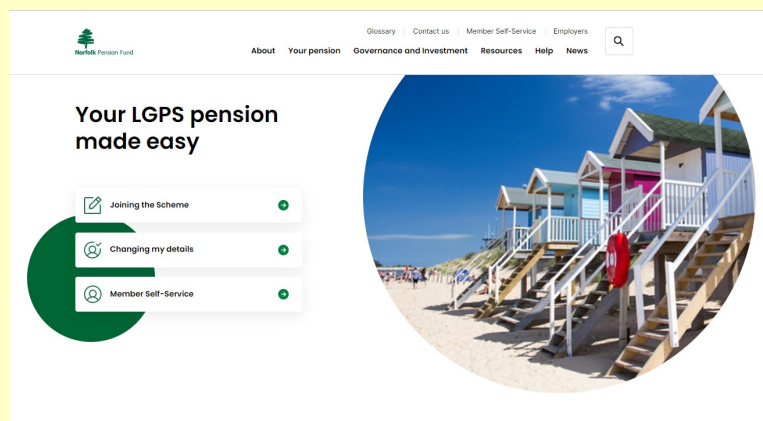 Glossary
Contact us
Member Self-Service
Employers
Norfolk Pension Fund
About
Your pension
Governance and Investment
Resources
Help
News
Your LGPS pension
made easy
Joining the Scheme
Changing my details
Member Self-Service